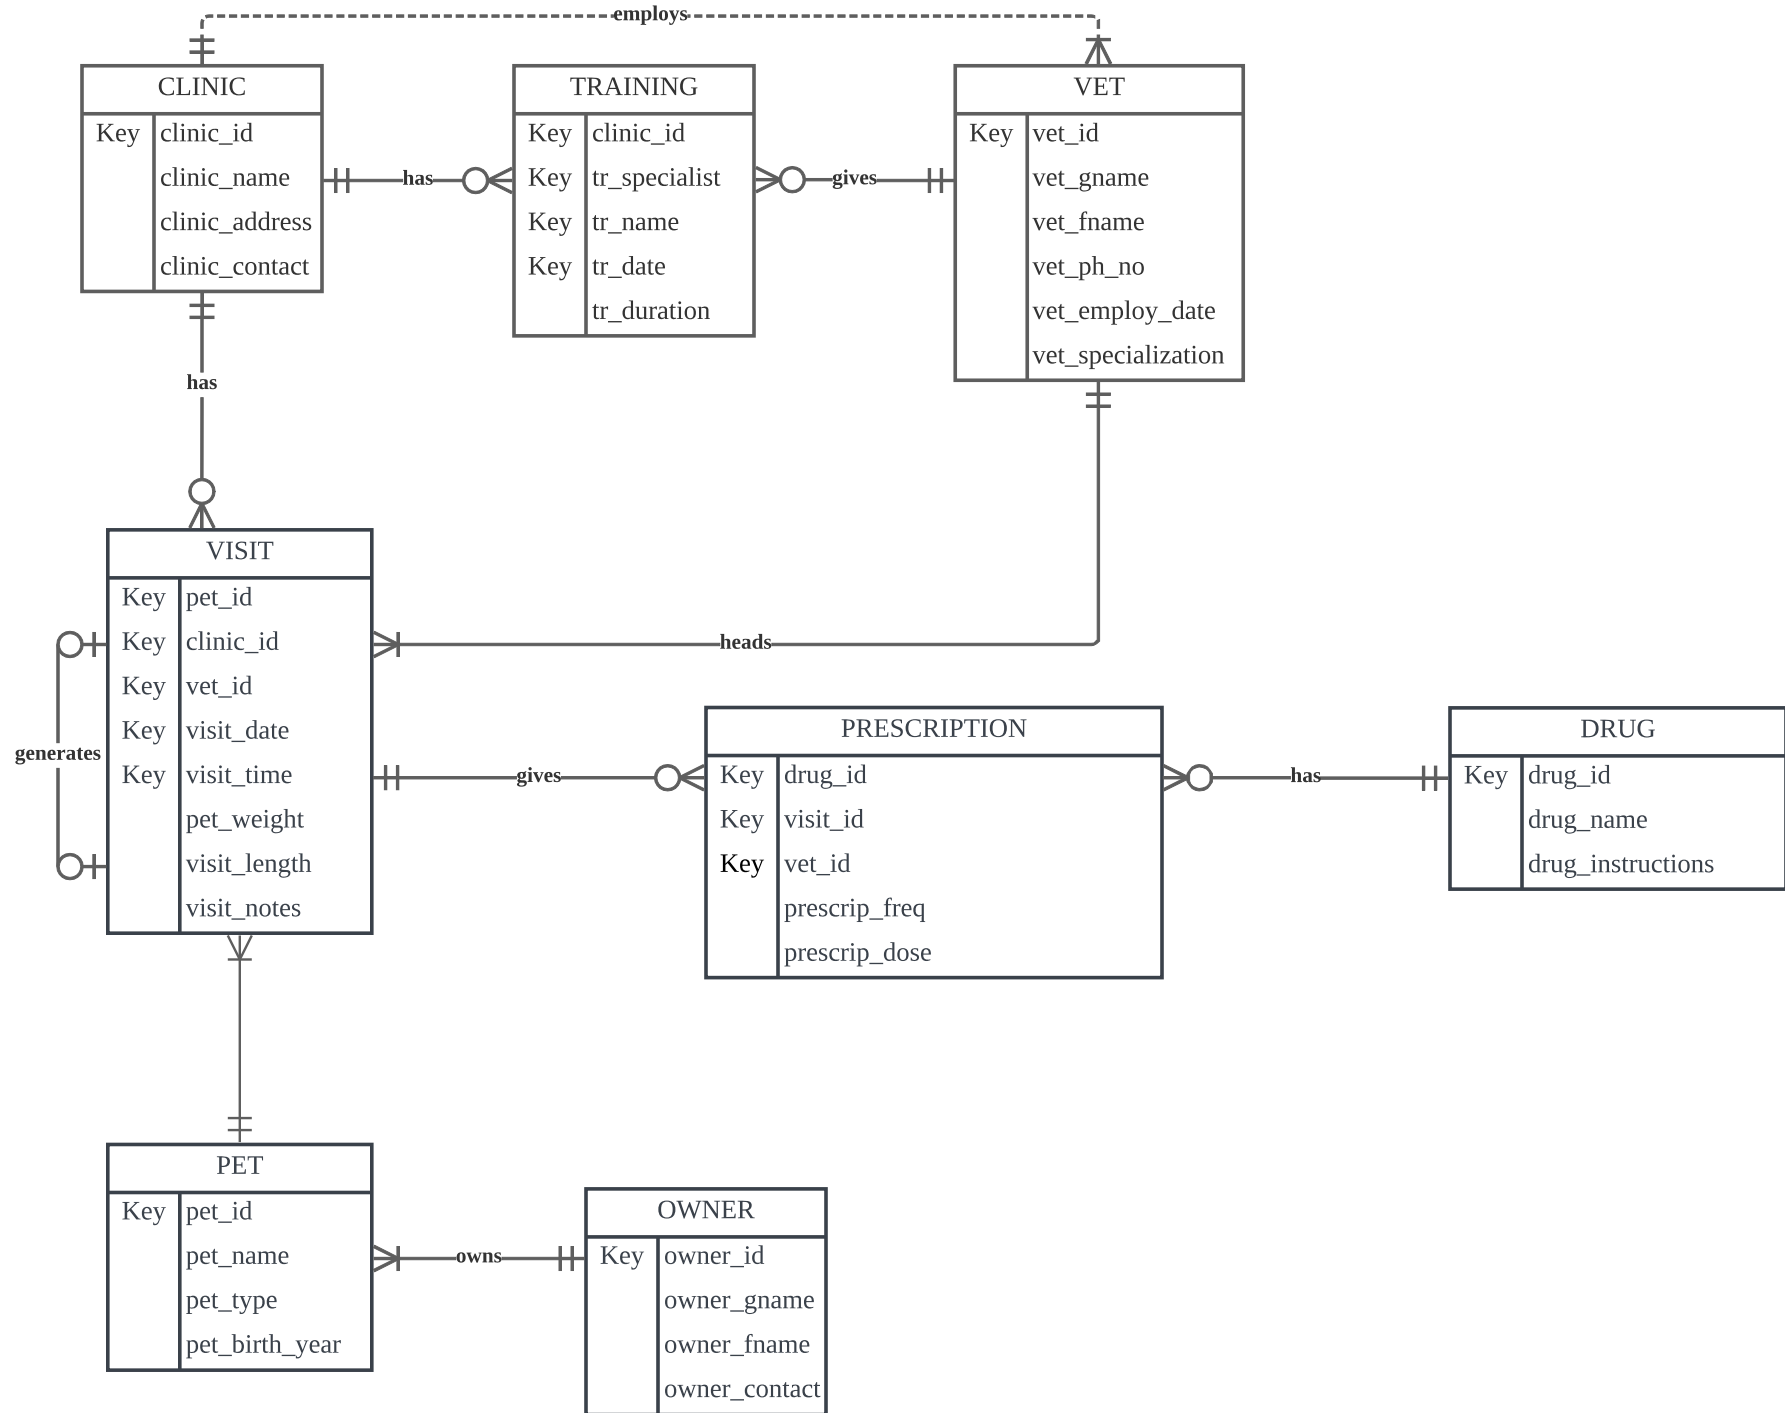 employs
CLINIC
Key clinic_id
clinic_name
clinic_address
clinic_contact
has
TRAINING
Key clinic_id
Key tr_specialist
Key tr_name
Key tr_date
tr_duration
gives
VET
Key vet_id
vet_gname
vet_fname
vet_ph_no
vet_employ_date
vet_specialization
has
VISIT
Key pet_id
Key clinic_id
Key vet_id
Key visit_date
Key visit_time
pet_weight
visit_length
visit_notes
generates
heads
gives
PRESCRIPTION
Key drug_id
Key visit_id
Key vet_id
prescrip_freq
prescrip_dose
has
DRUG
Key drug_id
drug_name
drug_instructions
PET
Key pet_id
pet_name
pet_type
pet_birth_year
owns
OWNER
Key owner_id
owner_gname
owner_fname
owner_contact